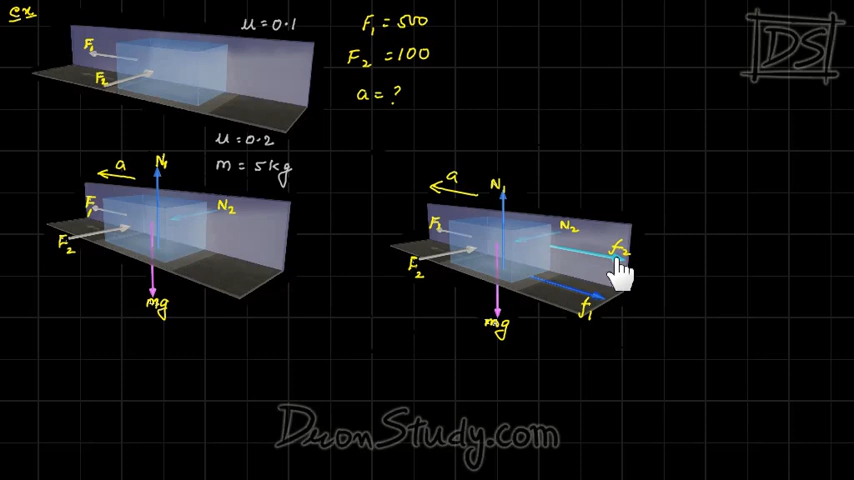 Ex
μ = 0.1
F₁ = 500
F₂ = 100
a = ?
DS
F₁
F₂
μ = 0.2
m = 5kg
a
N₁
N₂
F₁
F₂
mg
a
N₁
N₂
F₁
F₂
f₂
f₁
mg
DronStudy.com